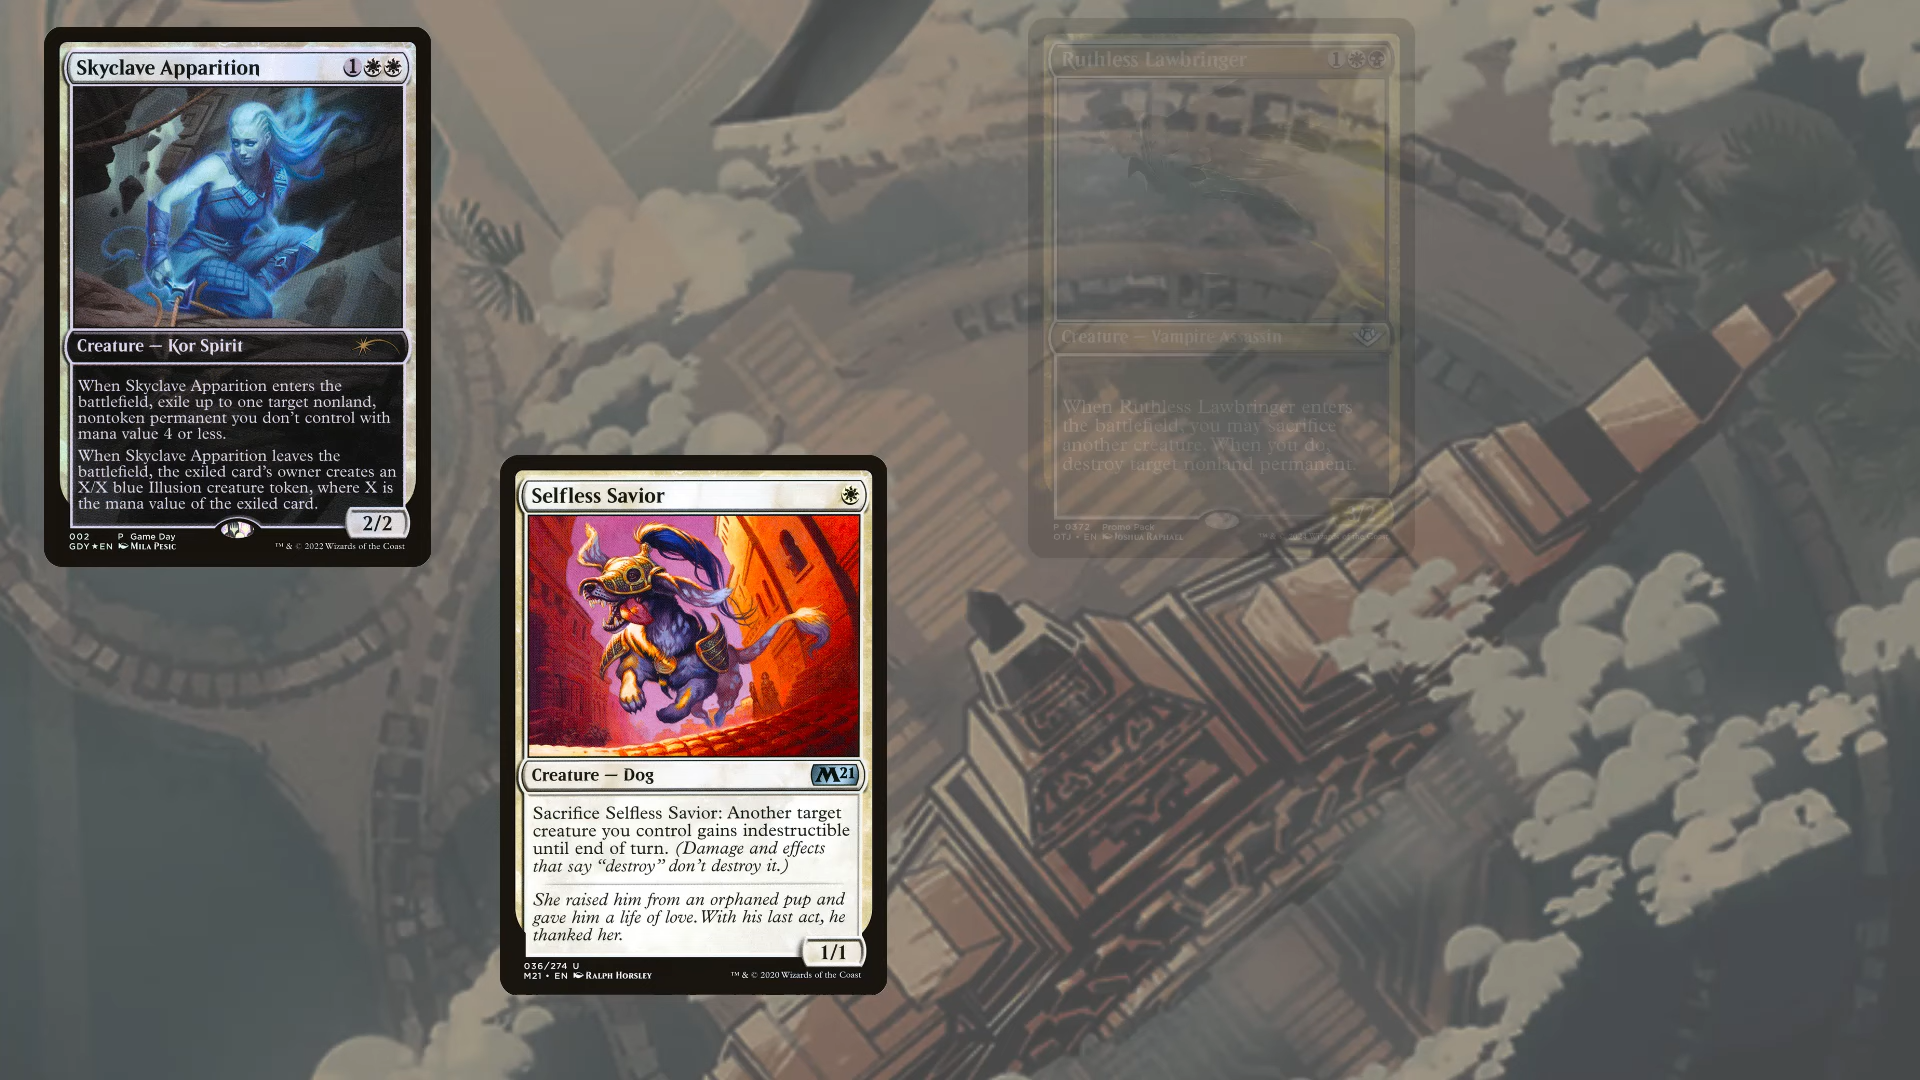 Skyclave Apparition
1
Creature — Kor Spirit
When Skyclave Apparition enters the
battlefield, exile up to one target nonland,
nontoken permanent you don't control with
mana value 4 or less.
When Skyclave Apparition leaves the
battlefield, the exiled card's owner creates an
X/X blue Illusion creature token, where X is
the mana value of the exiled card.
2/2
002 P Game Day
GDY★EN Mila Pesic
™ & © 2022 Wizards of the Coast
Selfless Savior
Creature — Dog
M21
Sacrifice Selfless Savior: Another target
creature you control gains indestructible
until end of turn. (Damage and effects
that say “destroy” don't destroy it.)
She raised him from an orphaned pup and
gave him a life of love. With his last act, he
thanked her.
1/1
036/274 U
M21 • EN Ralph Horsley
™ & © 2020 Wizards of the Coast
Ruthless Lawbringer
1
Creature — Vampire Assassin
When Ruthless Lawbringer enters
the battlefield, you may sacrifice
another creature. When you do,
destroy target nonland permanent.
P 0372 Promo Pack
OTJ • EN Joshua Raphael